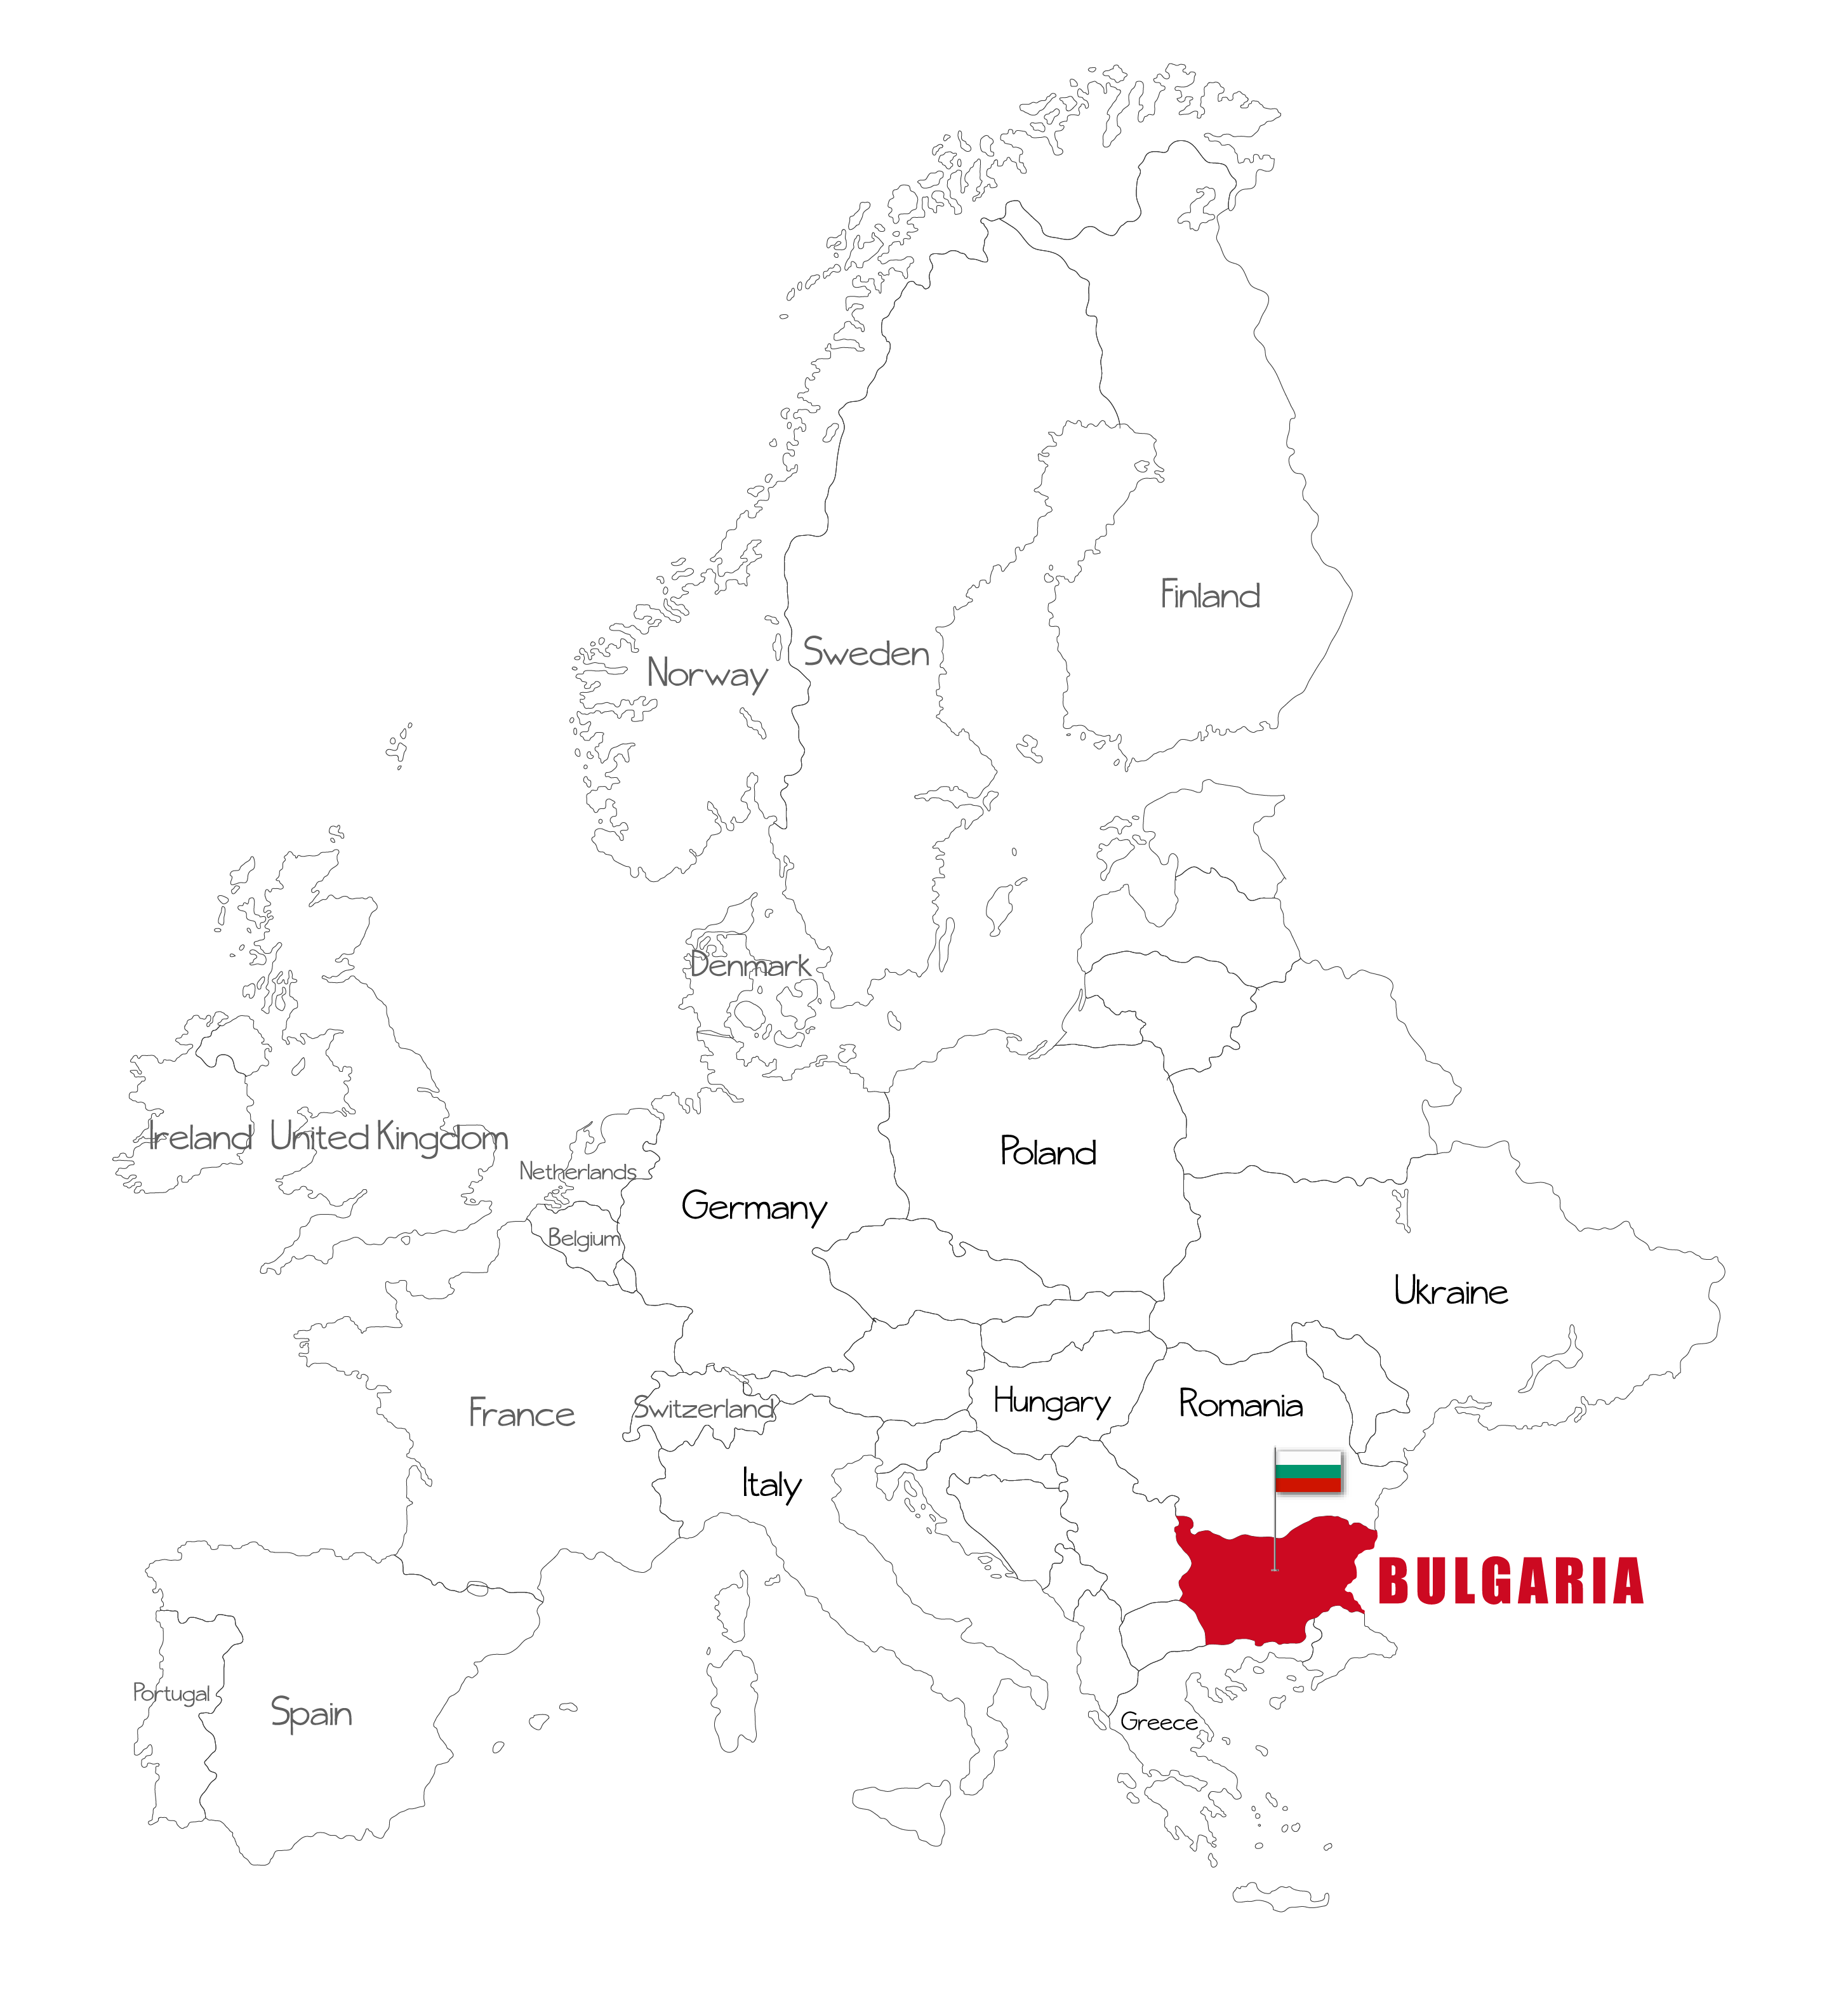 Finland
Sweden
Norway
Denmark
Ireland
United Kingdom
Poland
Netherlands
Germany
Belgium
Ukraine
Hungary
Romania
France
Switzerland
Italy
BULGARIA
Portugal
Spain
Greece